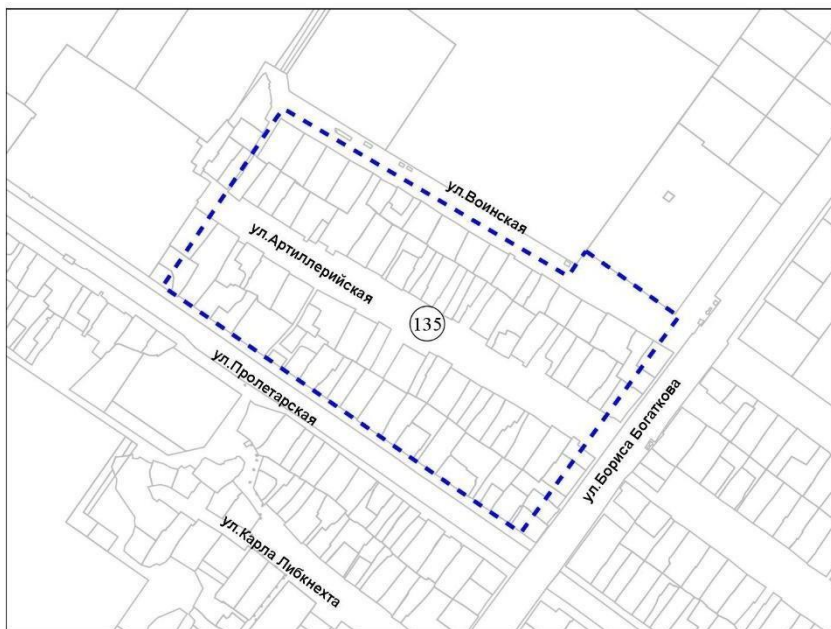 ул.Воинская
ул.Артиллерийская
135
ул.Пролетарская
ул.Бориса Богаткова
ул.Карла Либкнехта